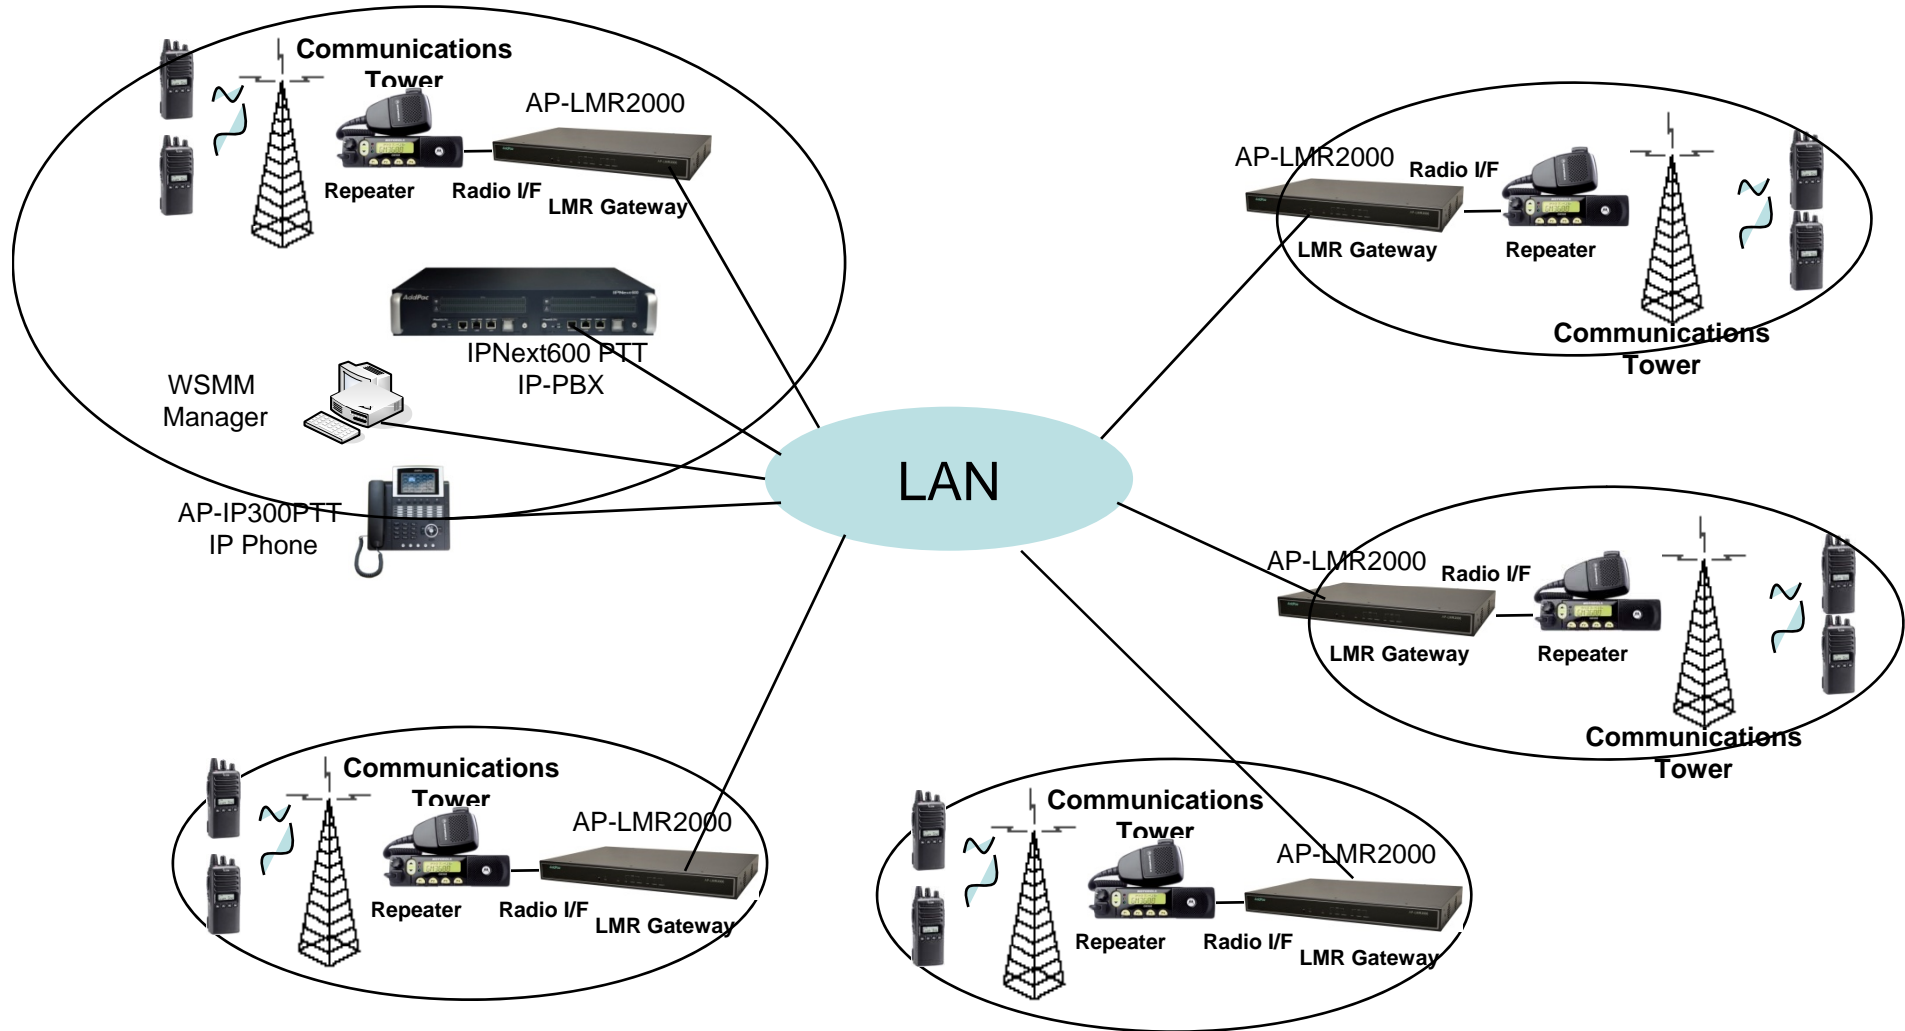 Communications
Tower
AP-LMR2000
Repeater
Radio I/F
LMR Gateway
AddPac
IPNext600 PTT
IP-PBX
WSMM
Manager
AP-IP300PTT
IP Phone
LAN
AP-LMR2000
Radio I/F
LMR Gateway
Repeater
Communications
Tower
AP-LMR2000
Radio I/F
LMR Gateway
Repeater
Communications
Tower
Communications
Tower
AP-LMR2000
Repeater
Radio I/F
LMR Gateway
Communications
Tower
AP-LMR2000
Repeater
Radio I/F
LMR Gateway